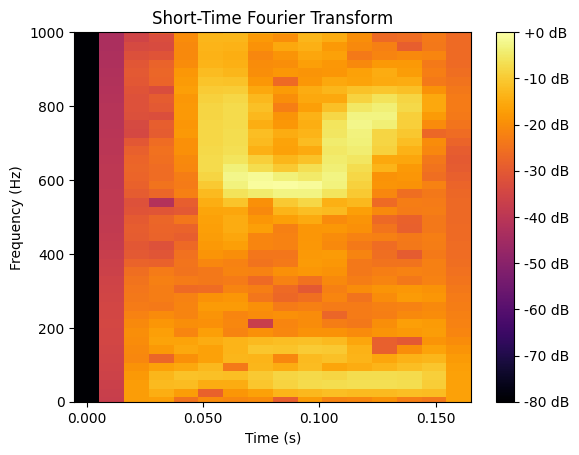 Short-Time Fourier Transform
1000
800
600
400
200
0
Frequency (Hz)
0.000
0.050
0.100
0.150
Time (s)
+0 dB
-10 dB
-20 dB
-30 dB
-40 dB
-50 dB
-60 dB
-70 dB
-80 dB